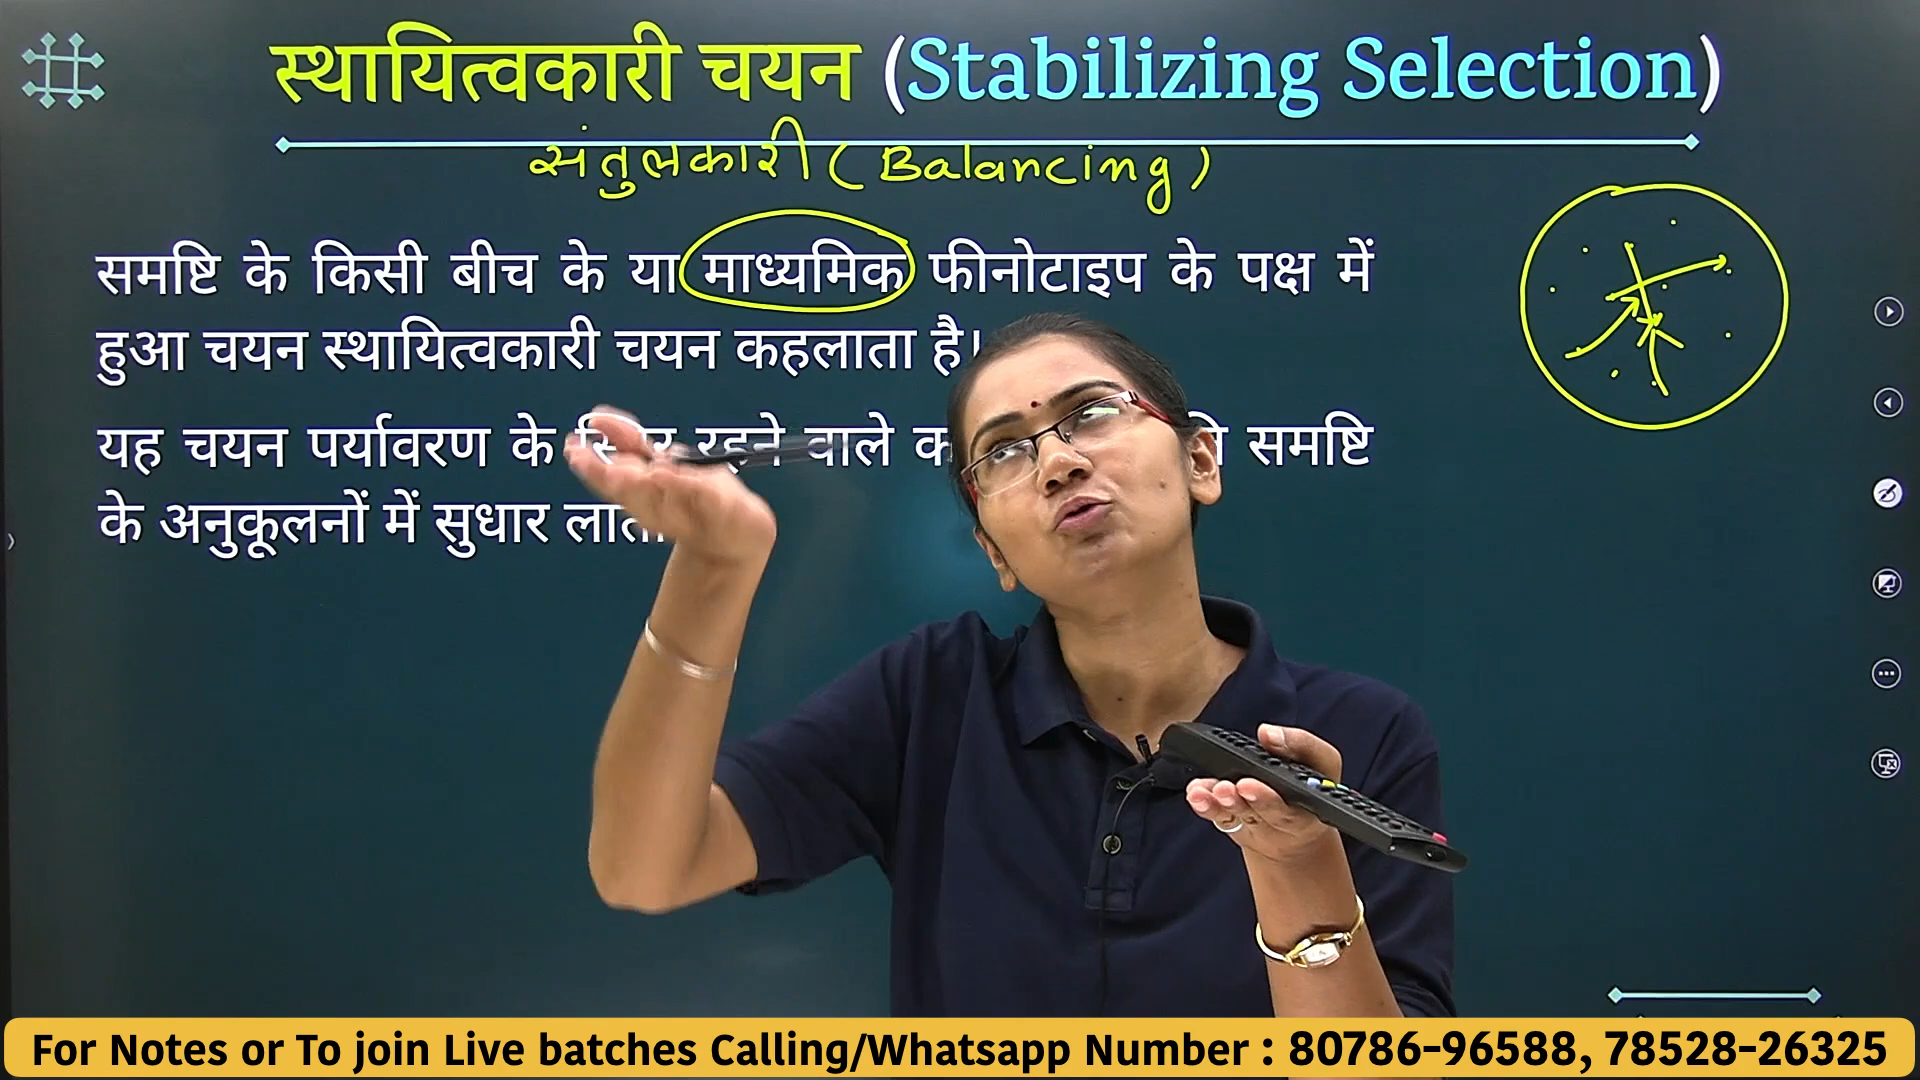 स्थायित्वकारी चयन (Stabilizing Selection)
संतुलकारी (Balancing)
समष्टि के किसी बीच के या माध्यमिक फीनोटाइप के पक्ष में
हुआ चयन स्थायित्वकारी चयन कहलाता है।
यह चयन पर्यावरण के रहने वाले समष्टि
के अनुकूलनों में सुधार
For Notes or To join Live batches Calling/Whatsapp Number : 80786-96588, 78528-26325